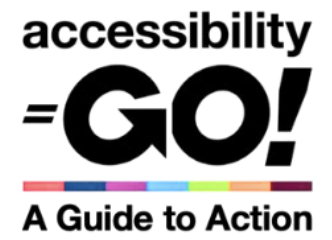 accessibility
=GO!
A Guide to Action